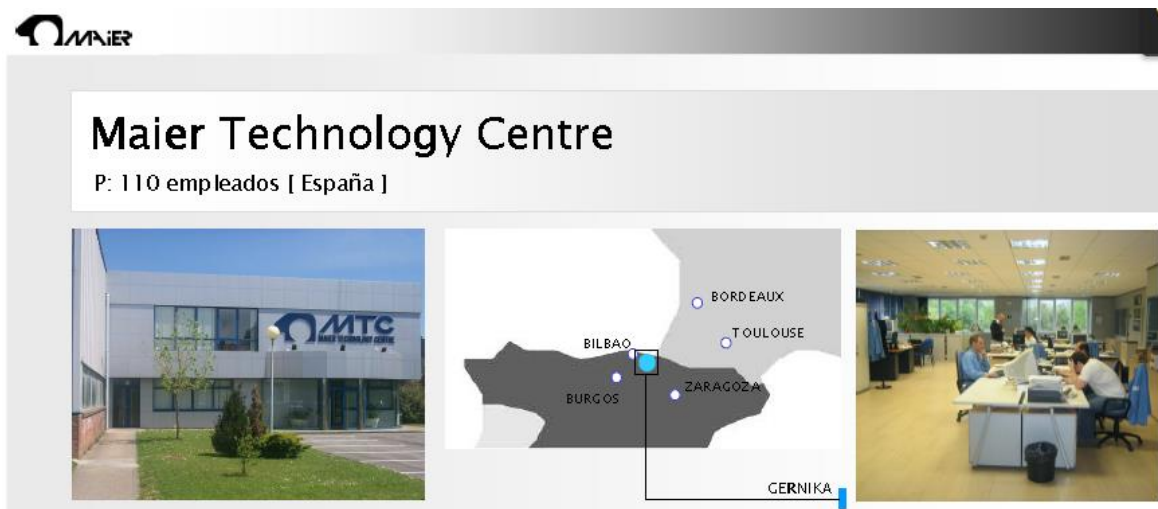 MAIER
Maier Technology Centre
P: 110 empleados [ España ]
MTC
MAIER TECHNOLOGY CENTRE
BORDEAUX
TOULOUSE
BILBAO
BURGOS
ZARAGOZA
GERNIKA